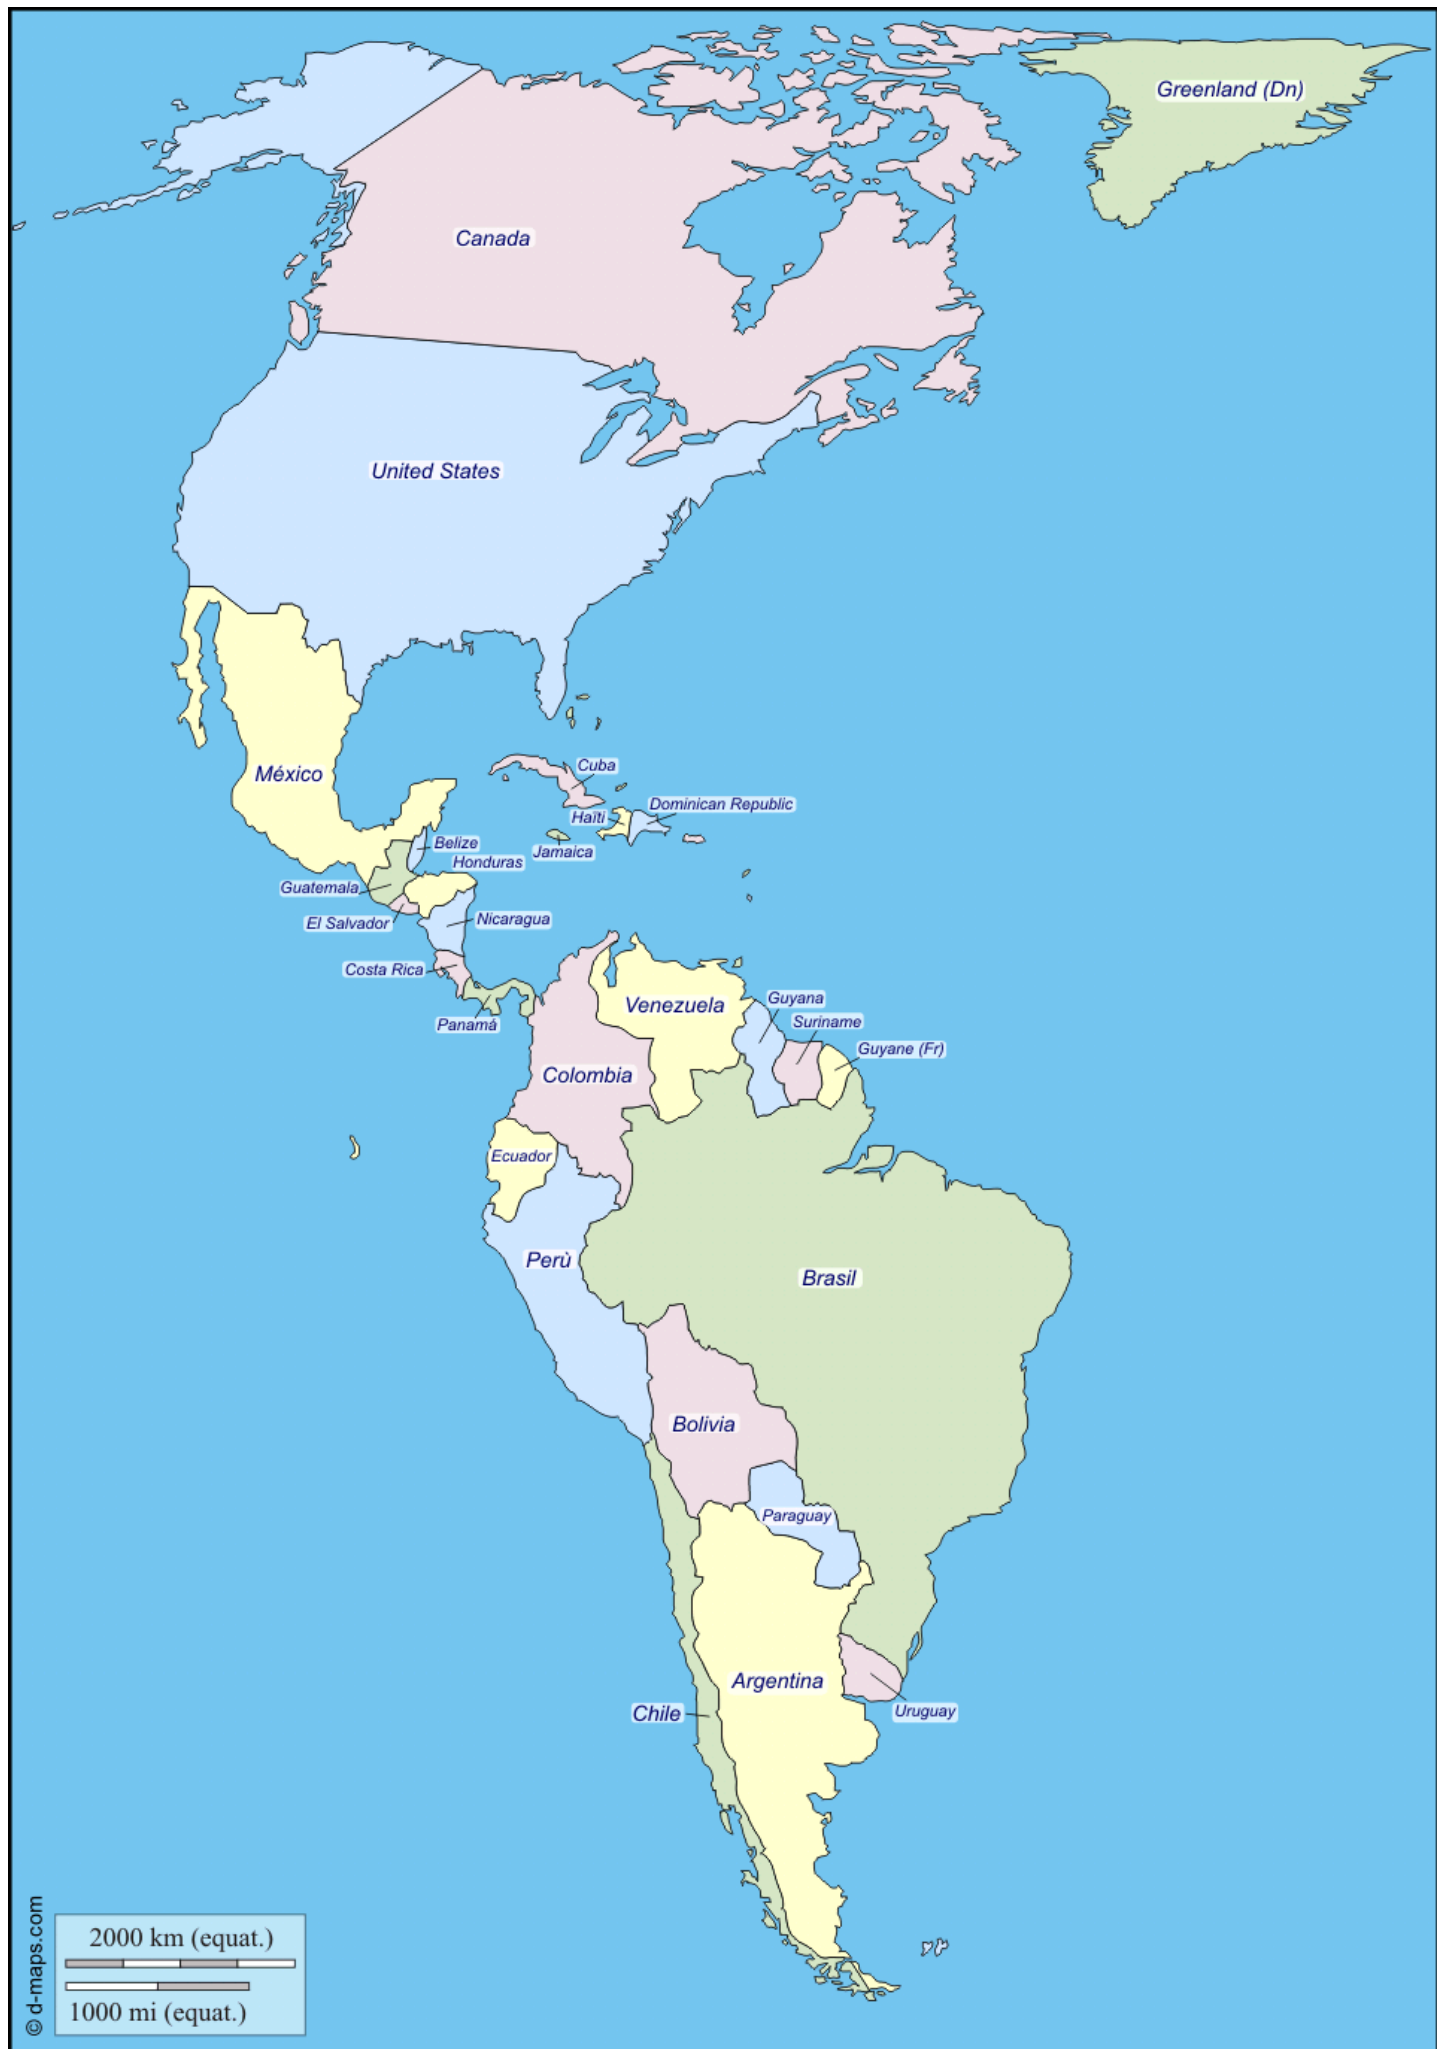 Greenland (Dn)
Canada
United States
México
Cuba
Dominican Republic
Haïti
Jamaica
Belize
Honduras
Guatemala
El Salvador
Nicaragua
Costa Rica
Panamá
Venezuela
Guyana
Suriname
Guyane (Fr)
Colombia
Ecuador
Perù
Brasil
Bolivia
Paraguay
Argentina
Chile
Uruguay
© d-maps.com
2000 km (equat.)
1000 mi (equat.)